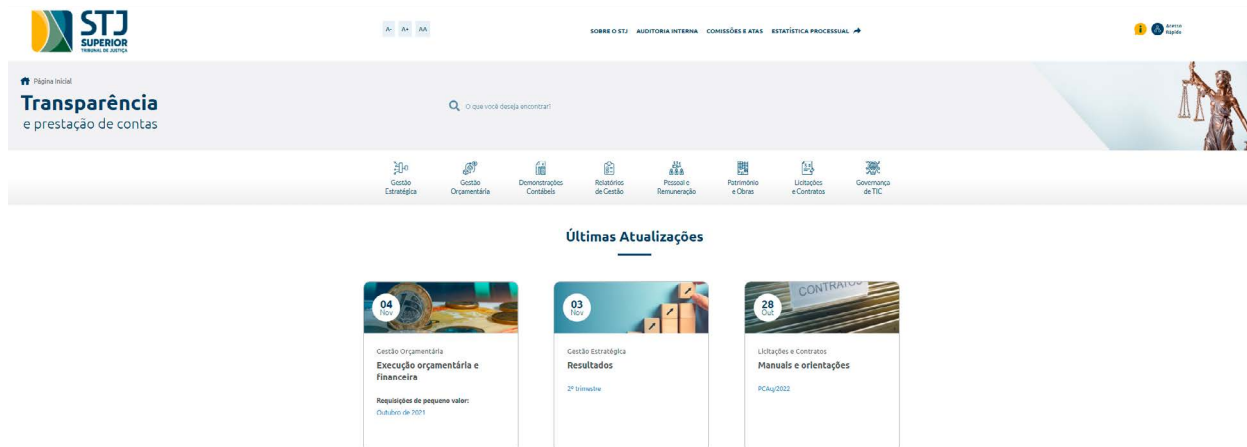 STJ
SUPERIOR
TRIBUNAL DE JUSTIÇA
A- A+ AA
SOBRE O STJ AUDITORIA INTERNA COMISSÕES E ATAS ESTATÍSTICA PROCESSUAL
Acesso
Rápido
Página Inicial
Transparência
e prestação de contas
O que você deseja encontrar?
Gestão
Estratégica
Gestão
Orçamentária
Demonstrações
Contábeis
Relatórios
de Gestão
Pessoal e
Remuneração
Patrimônio
e Obras
Licitações
e Contratos
Governança
de TIC
Últimas Atualizações
04
Nov
Gestão Orçamentária
Execução orçamentária e
financeira
Requisições de pequeno valor:
Outubro de 2021
03
Nov
Gestão Estratégica
Resultados
2º trimestre
CONTRATOS
28
Out
Licitações e Contratos
Manuais e orientações
PCAq/2022